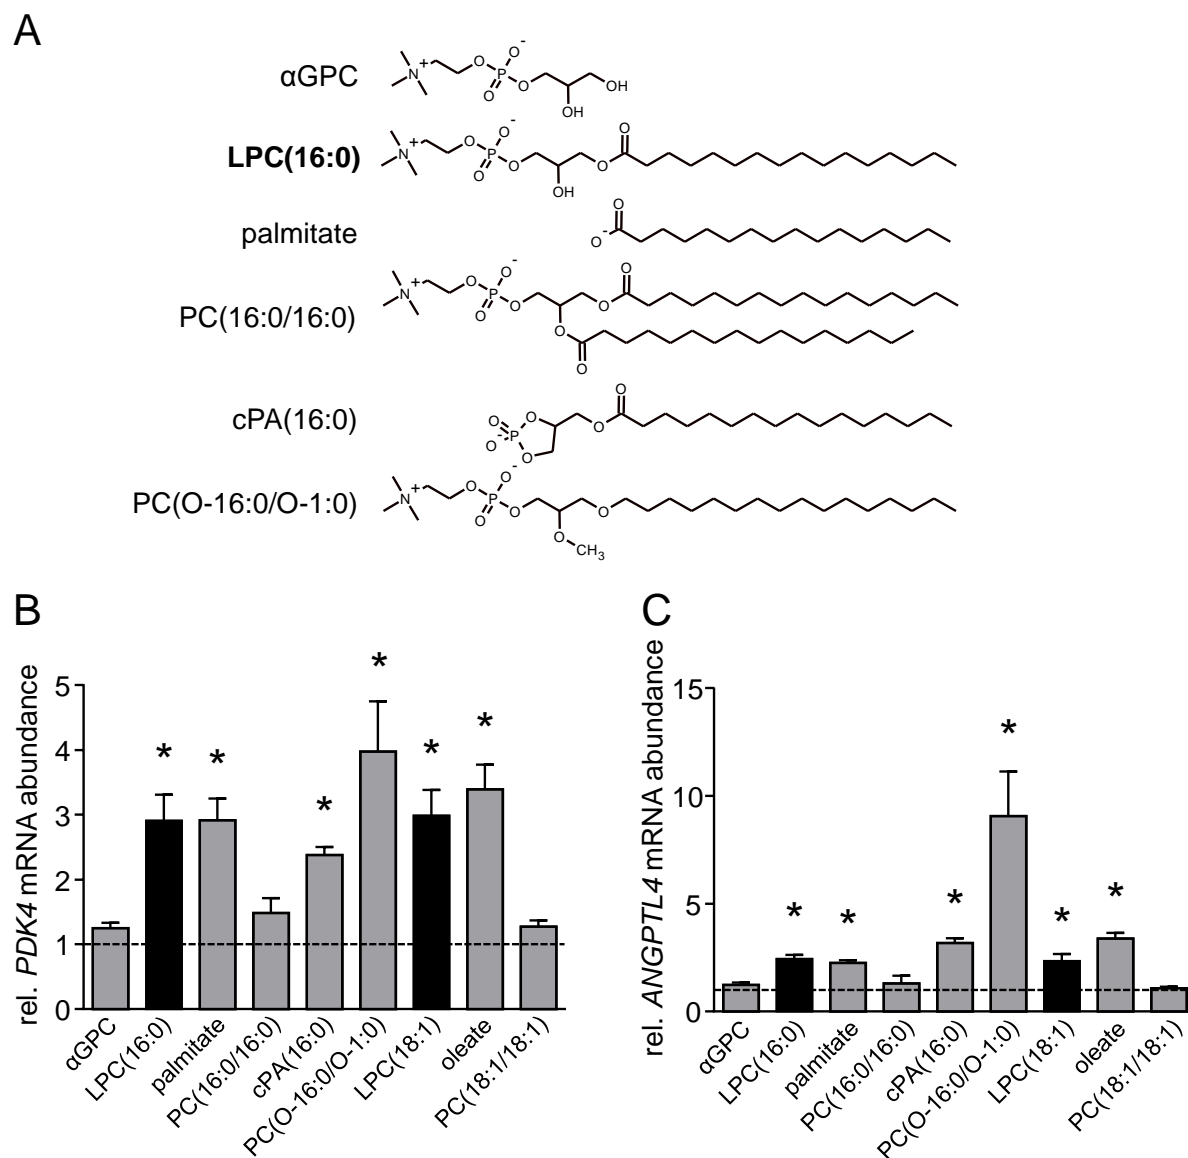 A
αGPC
N + O P O - O O OH OH
LPC(16:0)
N + O P O - O O OH O O
palmitate
O O -
PC(16:0/16:0)
N + O P O - O O O O O O
cPA(16:0)
O P O - O O O O
PC(O-16:0/O-1:0)
N + O P O - O O O O CH3
B
rel. PDK4 mRNA abundance
5
4
3
2
1
0
* * * * * *
αGPC
LPC(16:0)
palmitate
PC(16:0/16:0)
cPA(16:0)
PC(O-16:0/O-1:0)
LPC(18:1)
oleate
PC(18:1/18:1)
C
rel. ANGPTL4 mRNA abundance
15
10
5
0
* * * * * *
αGPC
LPC(16:0)
palmitate
PC(16:0/16:0)
cPA(16:0)
PC(O-16:0/O-1:0)
LPC(18:1)
oleate
PC(18:1/18:1)